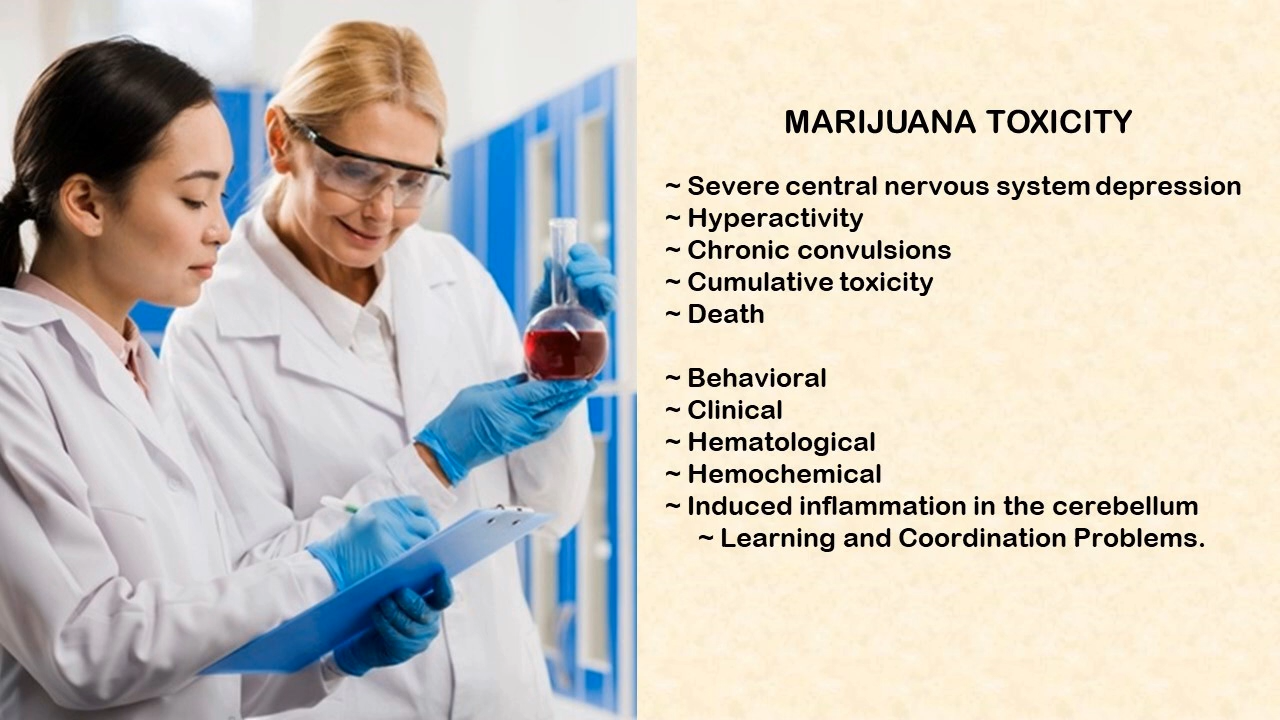 MARIJUANA TOXICITY
~ Severe central nervous system depression
~ Hyperactivity
~ Chronic convulsions
~ Cumulative toxicity
~ Death
~ Behavioral
~ Clinical
~ Hematological
~ Hemochemical
~ Induced inflammation in the cerebellum
~ Learning and Coordination Problems.